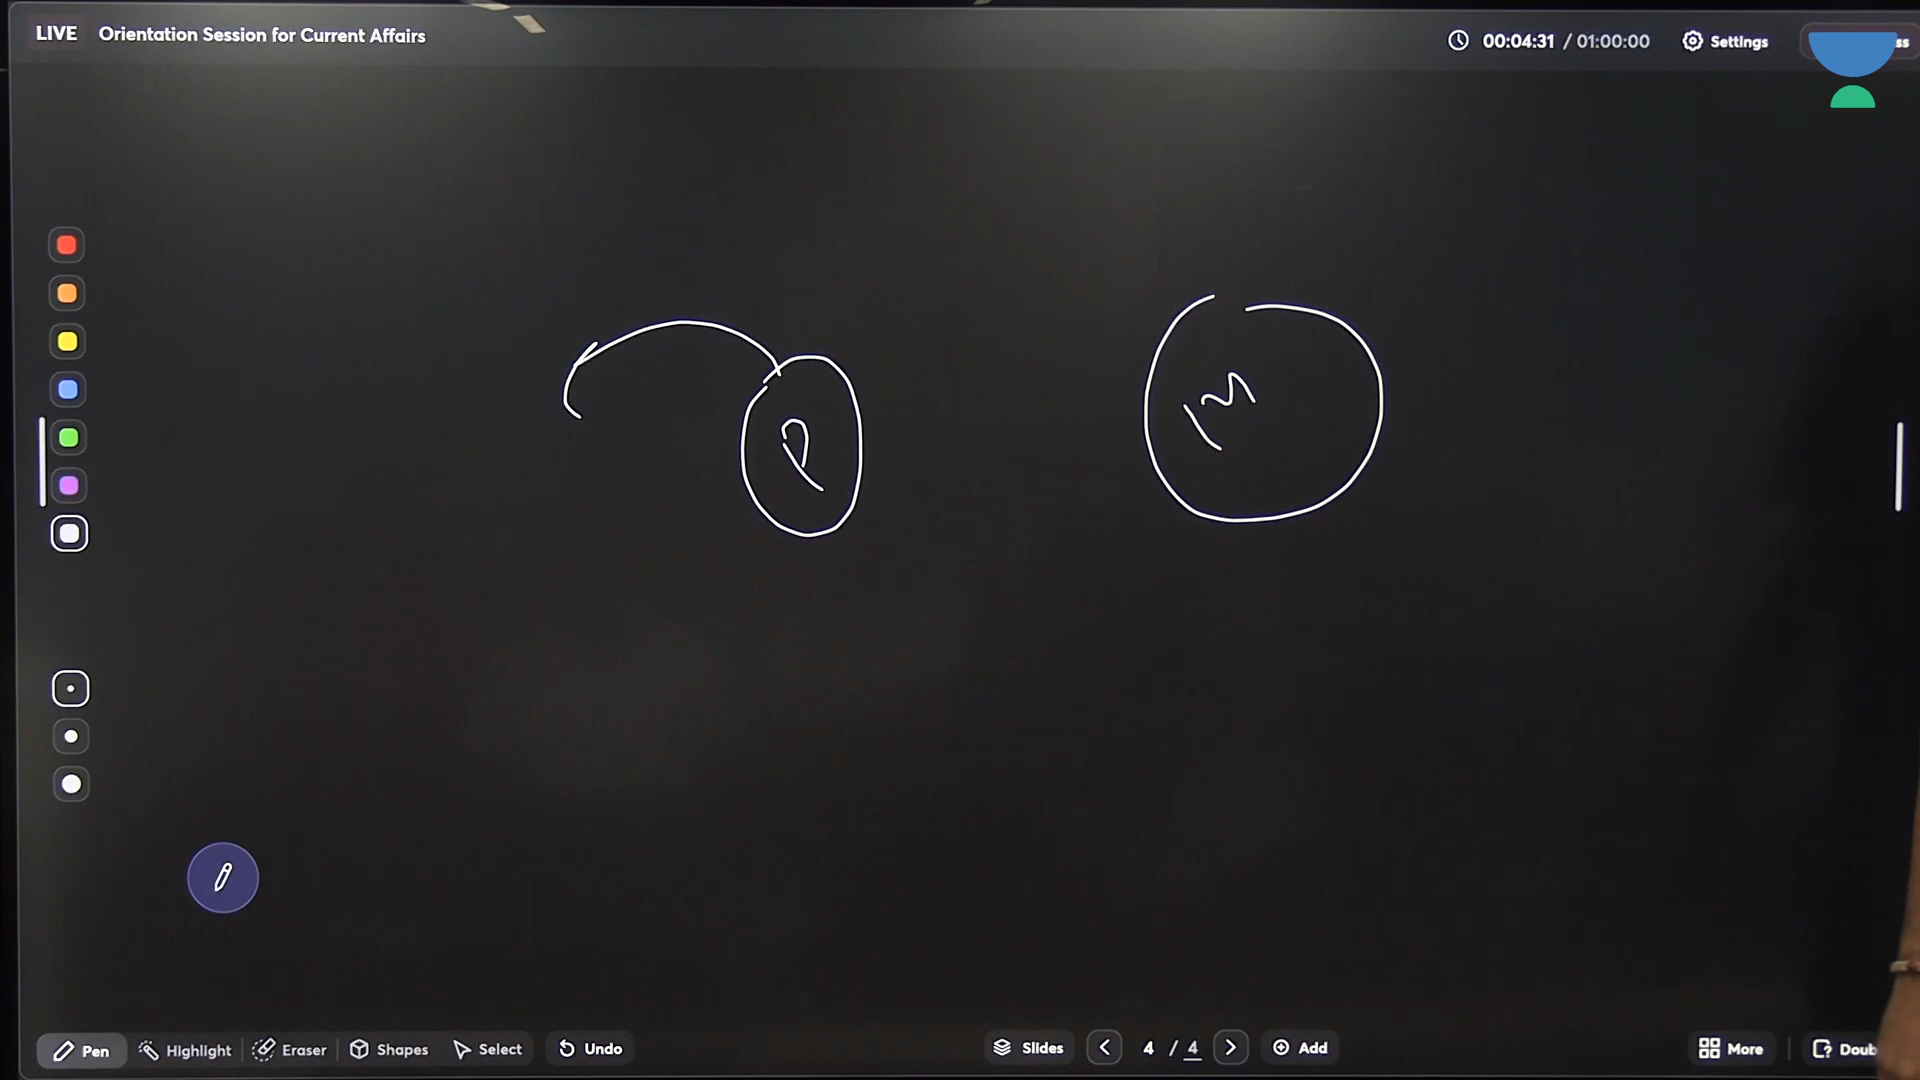 LIVE Orientation Session for Current Affairs
00:04:31 / 01:00:00 Settings
P
M
Pen Highlight Eraser Shapes Select Undo Slides 4 / 4 Add More